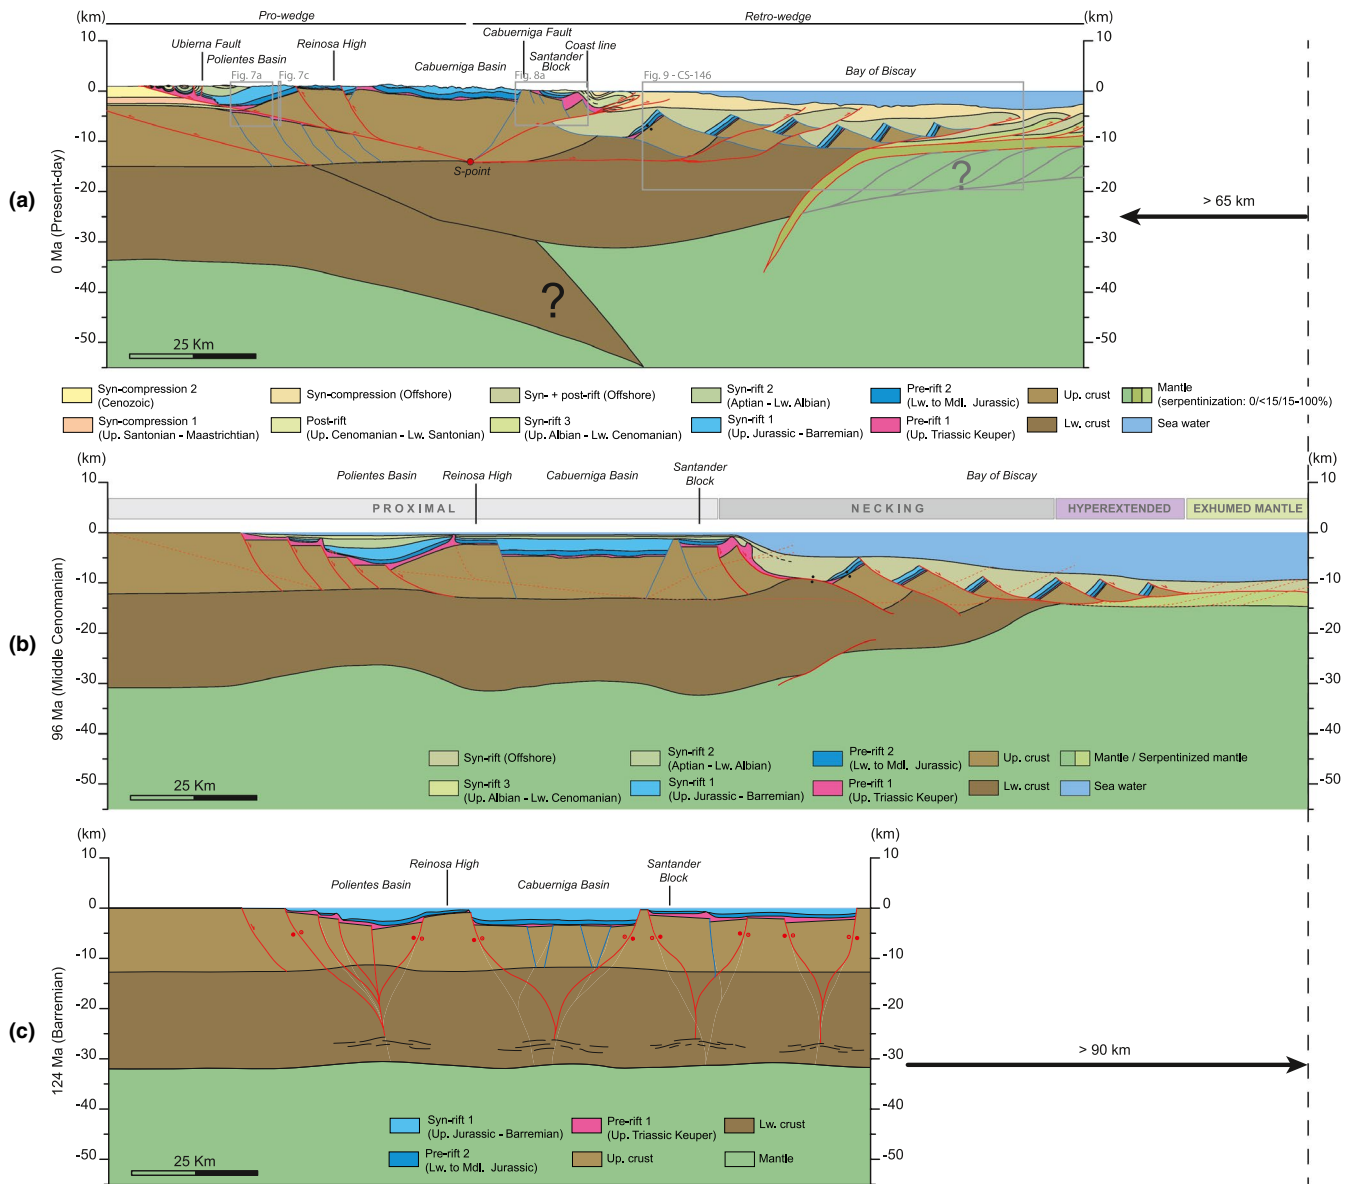 (km)
Pro-wedge
Retro-wedge
(km)
Cabuerniga Fault
Ubierna Fault
Reinosa High
Coast line
Polientes Basin
Cabuerniga Basin
Santander
Block
Bay of Biscay
Fig. 7a
Fig. 7c
Fig. 8a
Fig. 9 - CS-146
10
0
-10
-20
-30
-40
-50
10
0
-10
-20
-30
-40
-50
S-point
?
?
(a)
0 Ma (Present-day)
25 Km
> 65 km
Syn-compression 2
(Cenozoic)
Syn-compression (Offshore)
Syn- + post-rift (Offshore)
Syn-rift 2
(Aptian - Lw. Albian)
Pre-rift 2
(Lw. to Mdl. Jurassic)
Up. crust
Mantle
(serpentinization: 0/<15/15-100%)
Syn-compression 1
(Up. Santonian - Maastrichtian)
Post-rift
(Up. Cenomanian - Lw. Santonian)
Syn-rift 3
(Up. Albian - Lw. Cenomanian)
Syn-rift 1
(Up. Jurassic - Barremian)
Pre-rift 1
(Up. Triassic Keuper)
Lw. crust
Sea water
(km)
(km)
Polientes Basin
Reinosa High
Cabuerniga Basin
Santander
Block
Bay of Biscay
PROXIMAL
NECKING
HYPEREXTENDED
EXHUMED MANTLE
10
0
-10
-20
-30
-40
-50
10
0
-10
-20
-30
-40
-50
(b)
96 Ma (Middle Cenomanian)
25 Km
Syn-rift (Offshore)
Syn-rift 2
(Aptian - Lw. Albian)
Pre-rift 2
(Lw. to Mdl. Jurassic)
Up. crust
Mantle / Serpentinized mantle
Syn-rift 3
(Up. Albian - Lw. Cenomanian)
Syn-rift 1
(Up. Jurassic - Barremian)
Pre-rift 1
(Up. Triassic Keuper)
Lw. crust
Sea water
(km)
(km)
Polientes Basin
Reinosa High
Cabuerniga Basin
Santander
Block
10
0
-10
-20
-30
-40
-50
10
0
-10
-20
-30
-40
-50
(c)
124 Ma (Barremian)
> 90 km
25 Km
Syn-rift 1
(Up. Jurassic - Barremian)
Pre-rift 1
(Up. Triassic Keuper)
Lw. crust
Pre-rift 2
(Lw. to Mdl. Jurassic)
Up. crust
Mantle